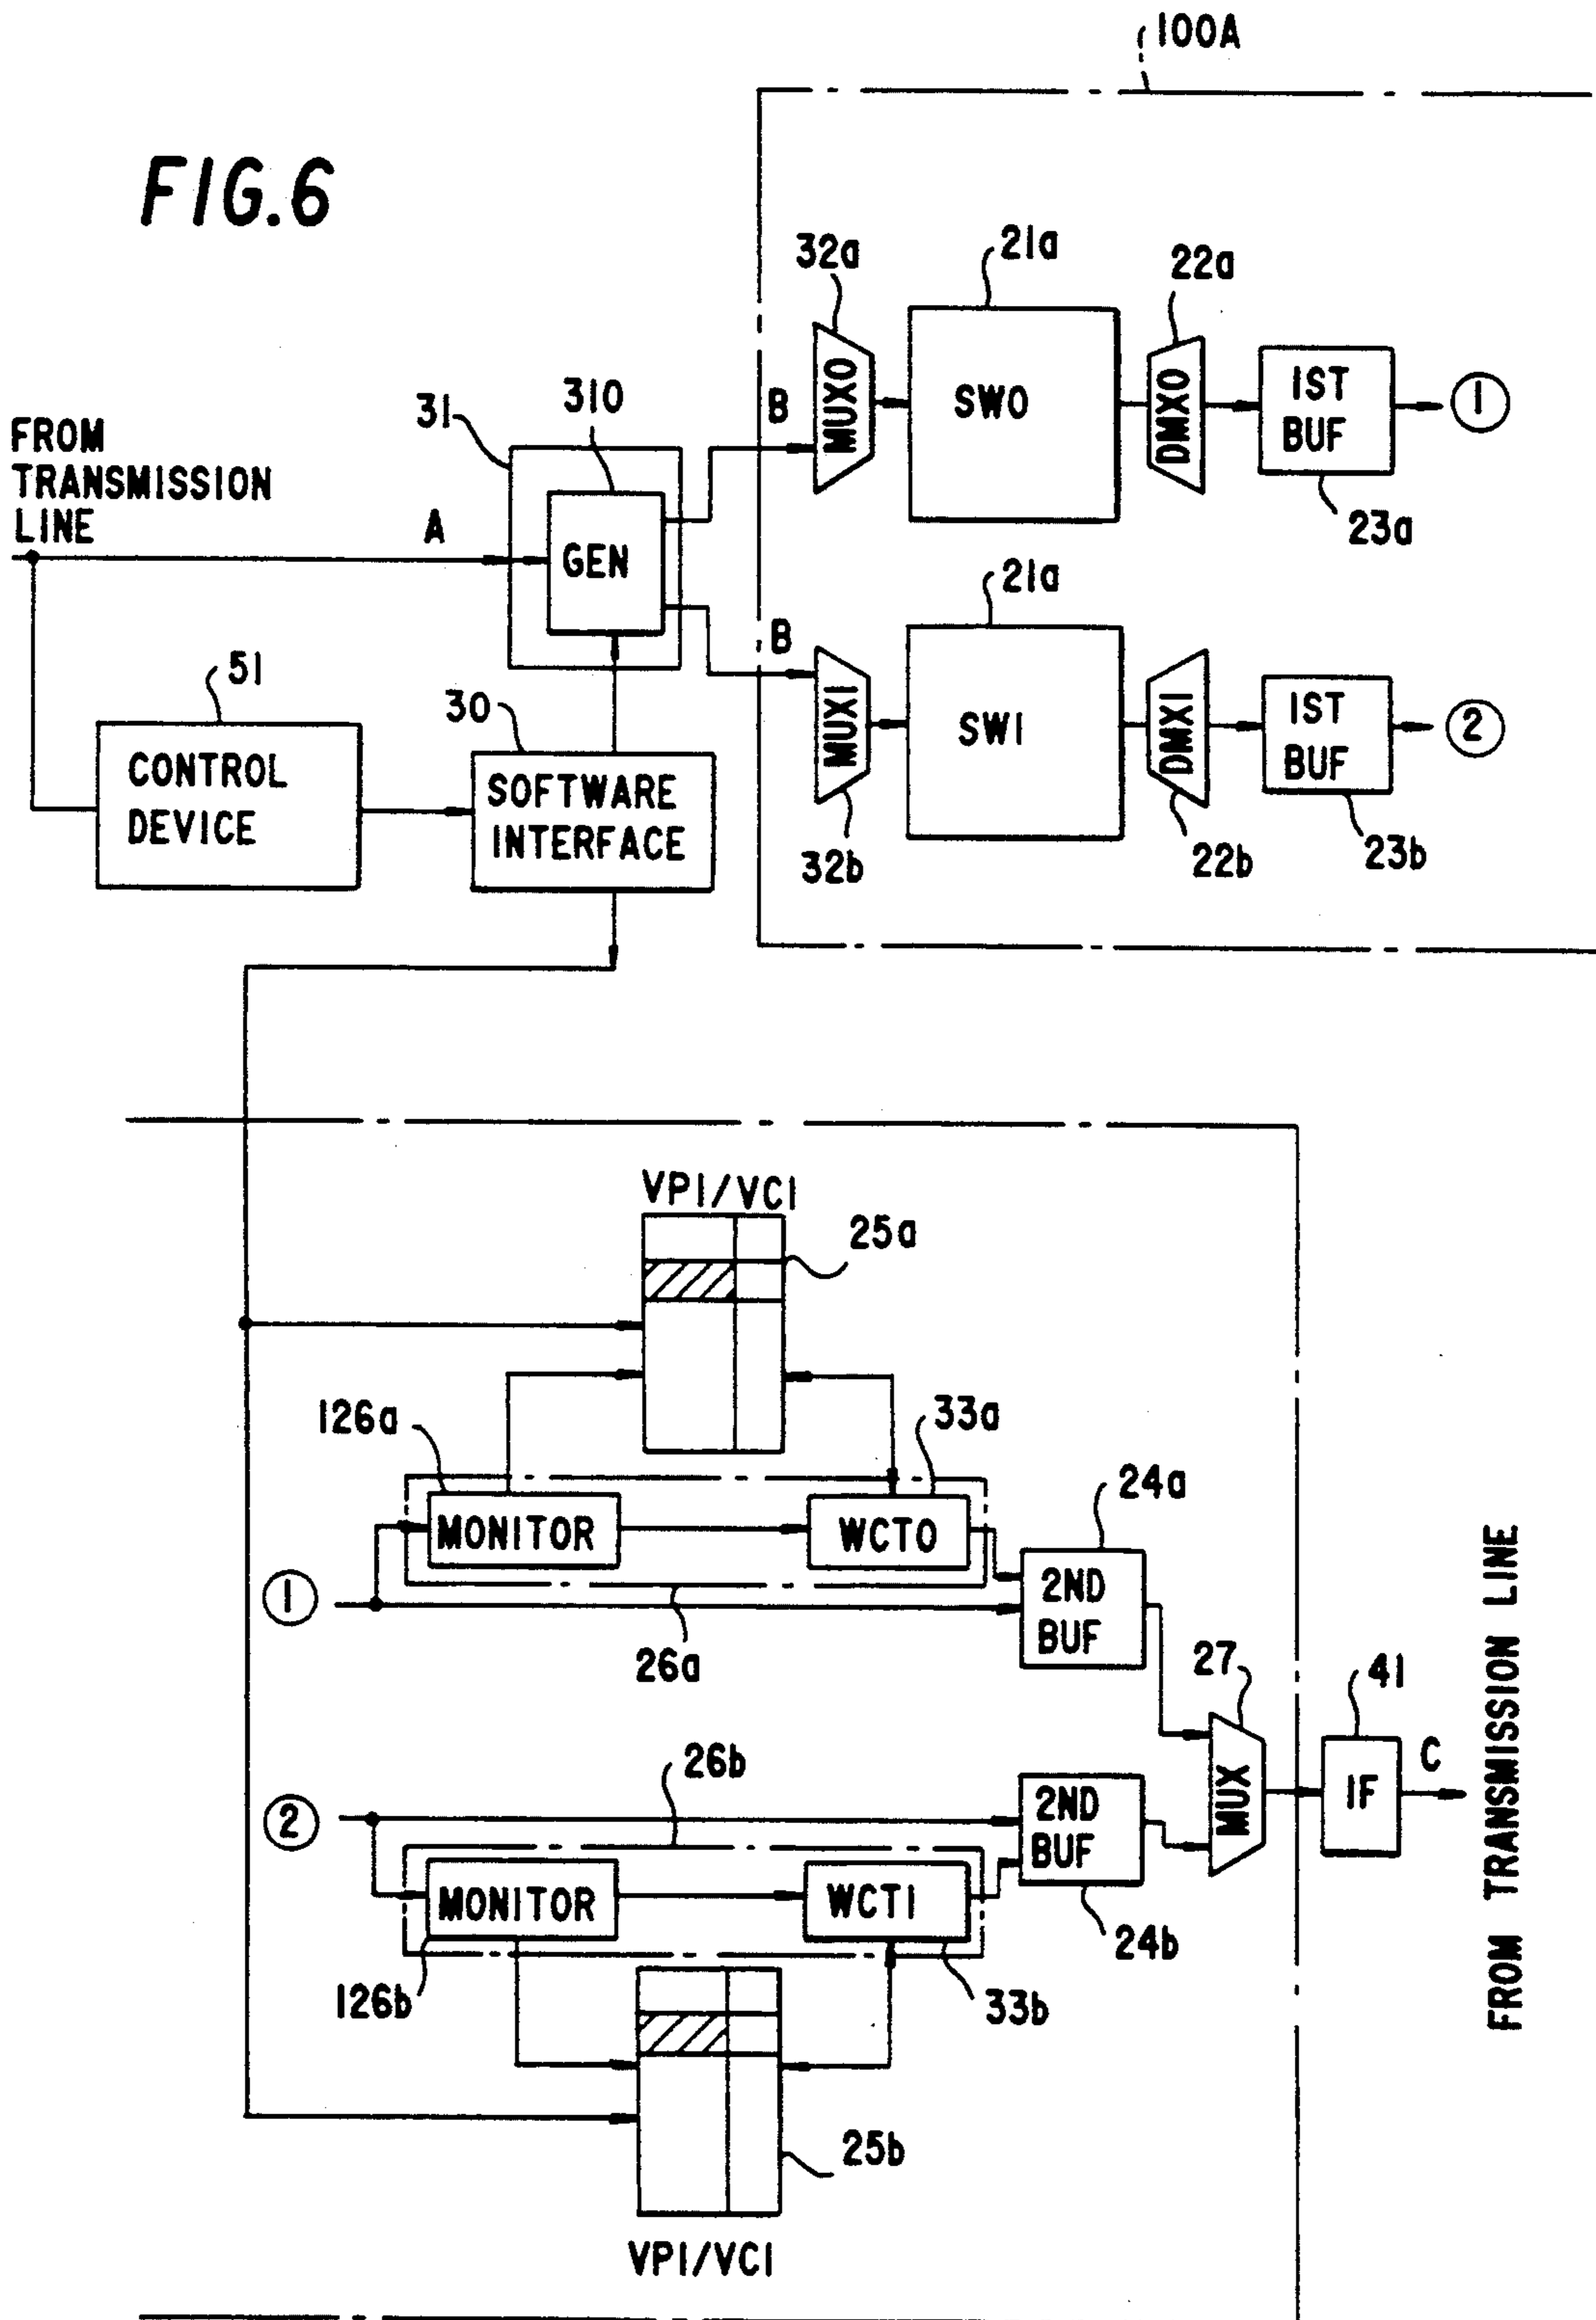 100A
FIG.6
32a
21a
22a
310
31
B
MUX0
SW0
DMX0
1ST
BUF
1
FROM
TRANSMISSION
LINE
A
GEN
23a
21a
B
51
30
MUX1
SW1
DMX1
1ST
BUF
2
CONTROL
DEVICE
SOFTWARE
INTERFACE
32b
22b
23b
VPI/VCI
25a
126a
33a
24a
MONITOR
WCT0
1
2ND
BUF
26a
27
41
26b
C
2
2ND
BUF
MUX
IF
FROM TRANSMISSION LINE
MONITOR
WCT1
24b
126b
33b
25b
VPI/VCI